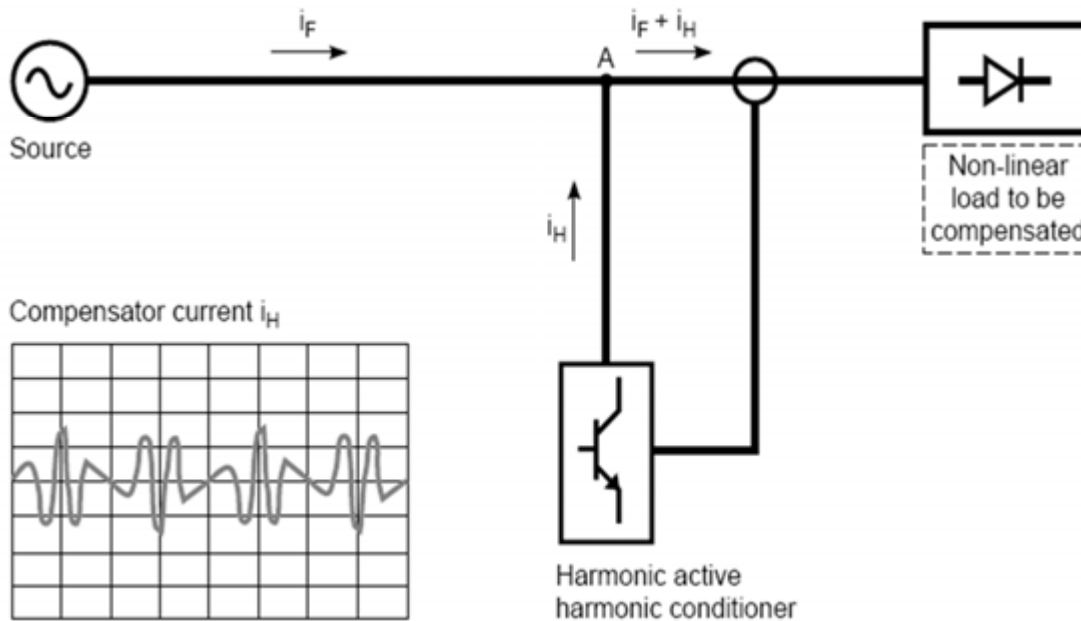 i_F
i_F + i_H
A
Source
Non-linear
load to be
compensated
i_H
Compensator current i_H
Harmonic active
harmonic conditioner